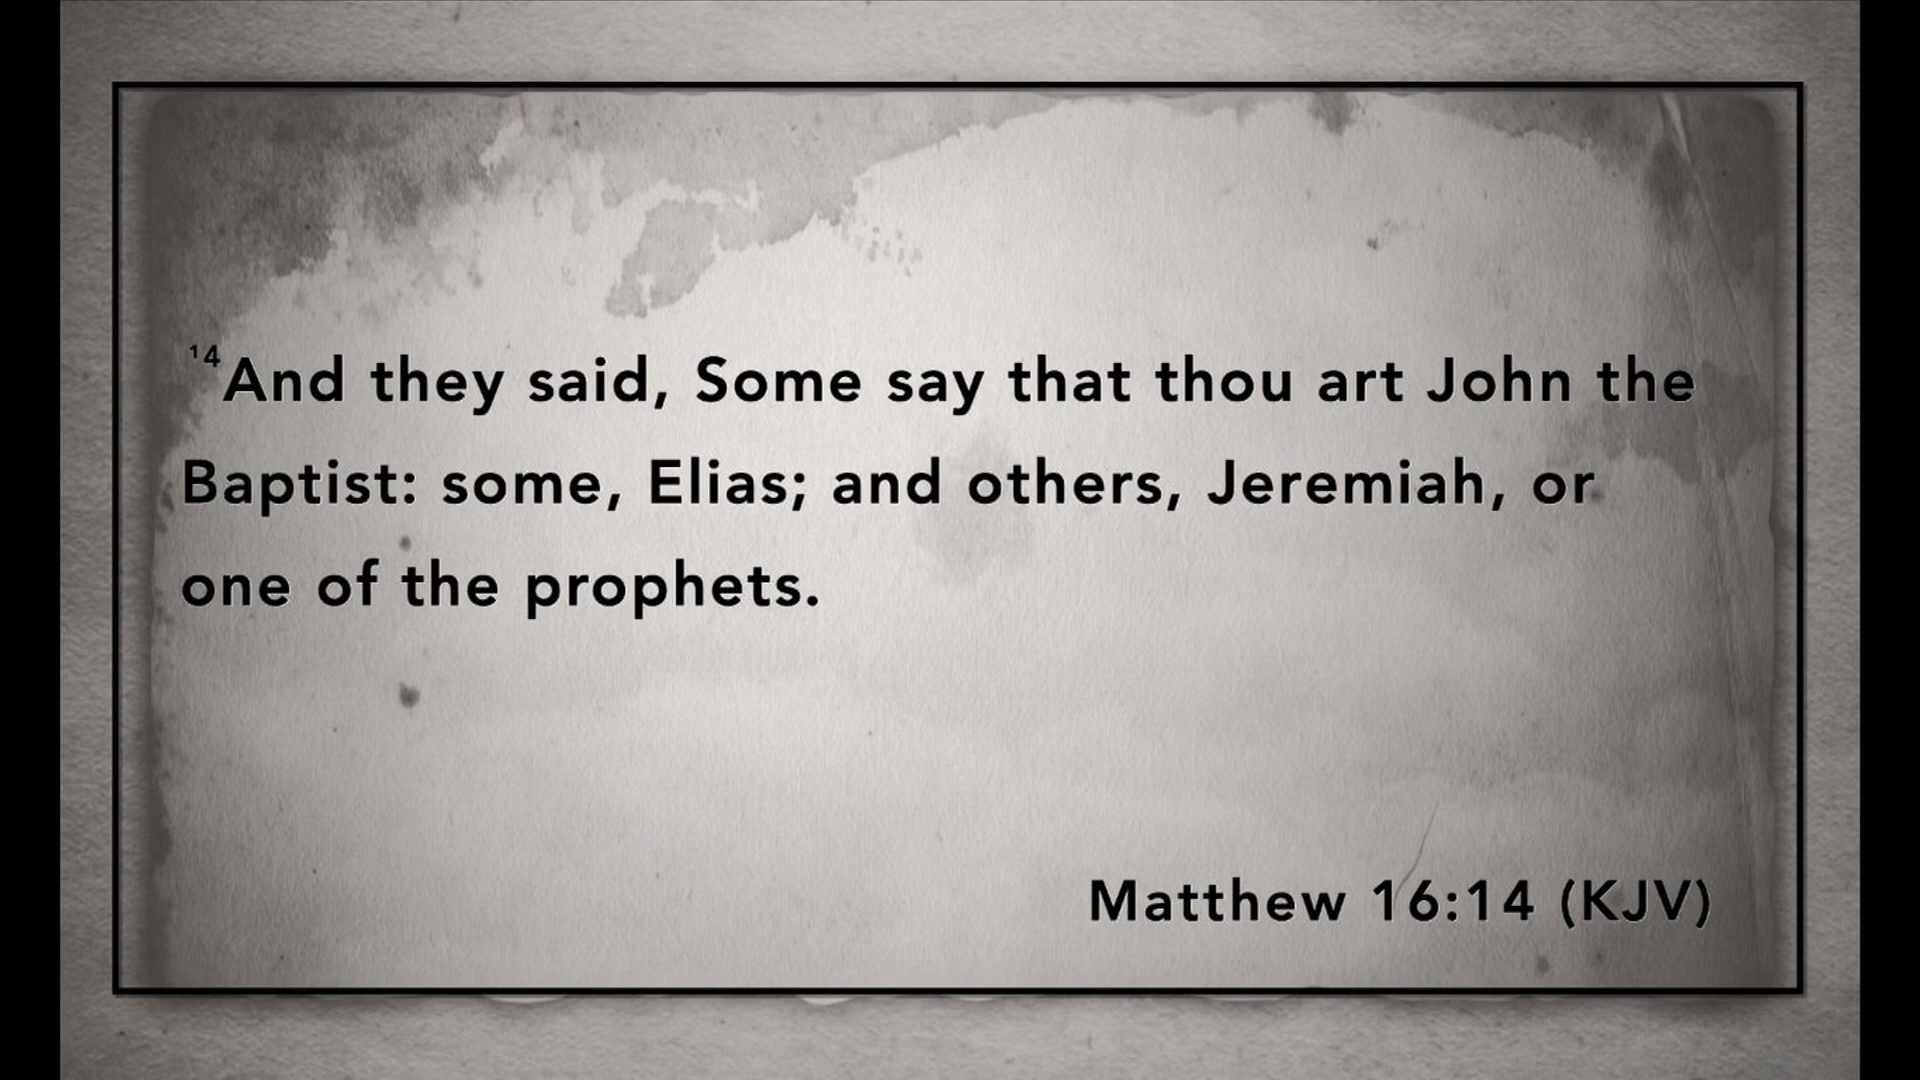 ¹⁴And they said, Some say that thou art John the
Baptist: some, Elias; and others, Jeremiah, or
one of the prophets.
Matthew 16:14 (KJV)